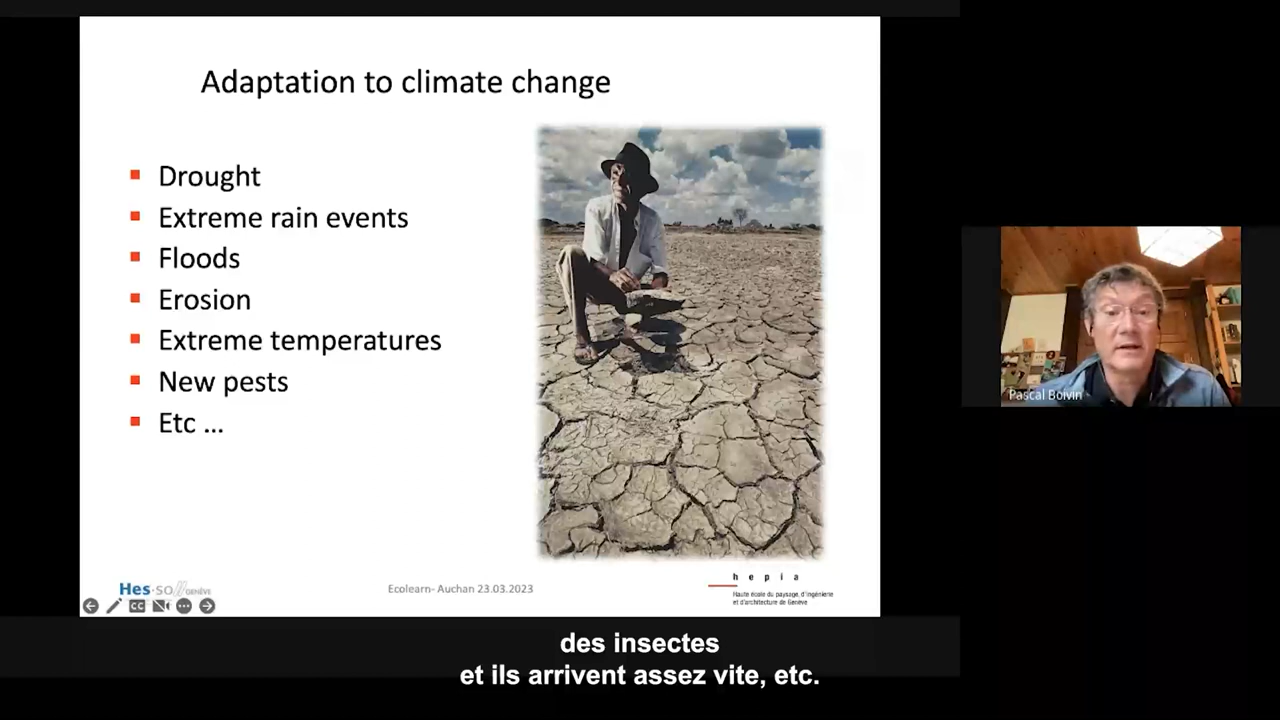 Adaptation to climate change
Drought
Extreme rain events
Floods
Erosion
Extreme temperatures
New pests
Etc ...
Hes·so// GENÈVE
Ecolearn- Auchan 23.03.2023
h e p i a
Haute école du paysage, d'ingénierie
et d'architecture de Genève
CC
Pascal Boivin
des insectes
et ils arrivent assez vite, etc.